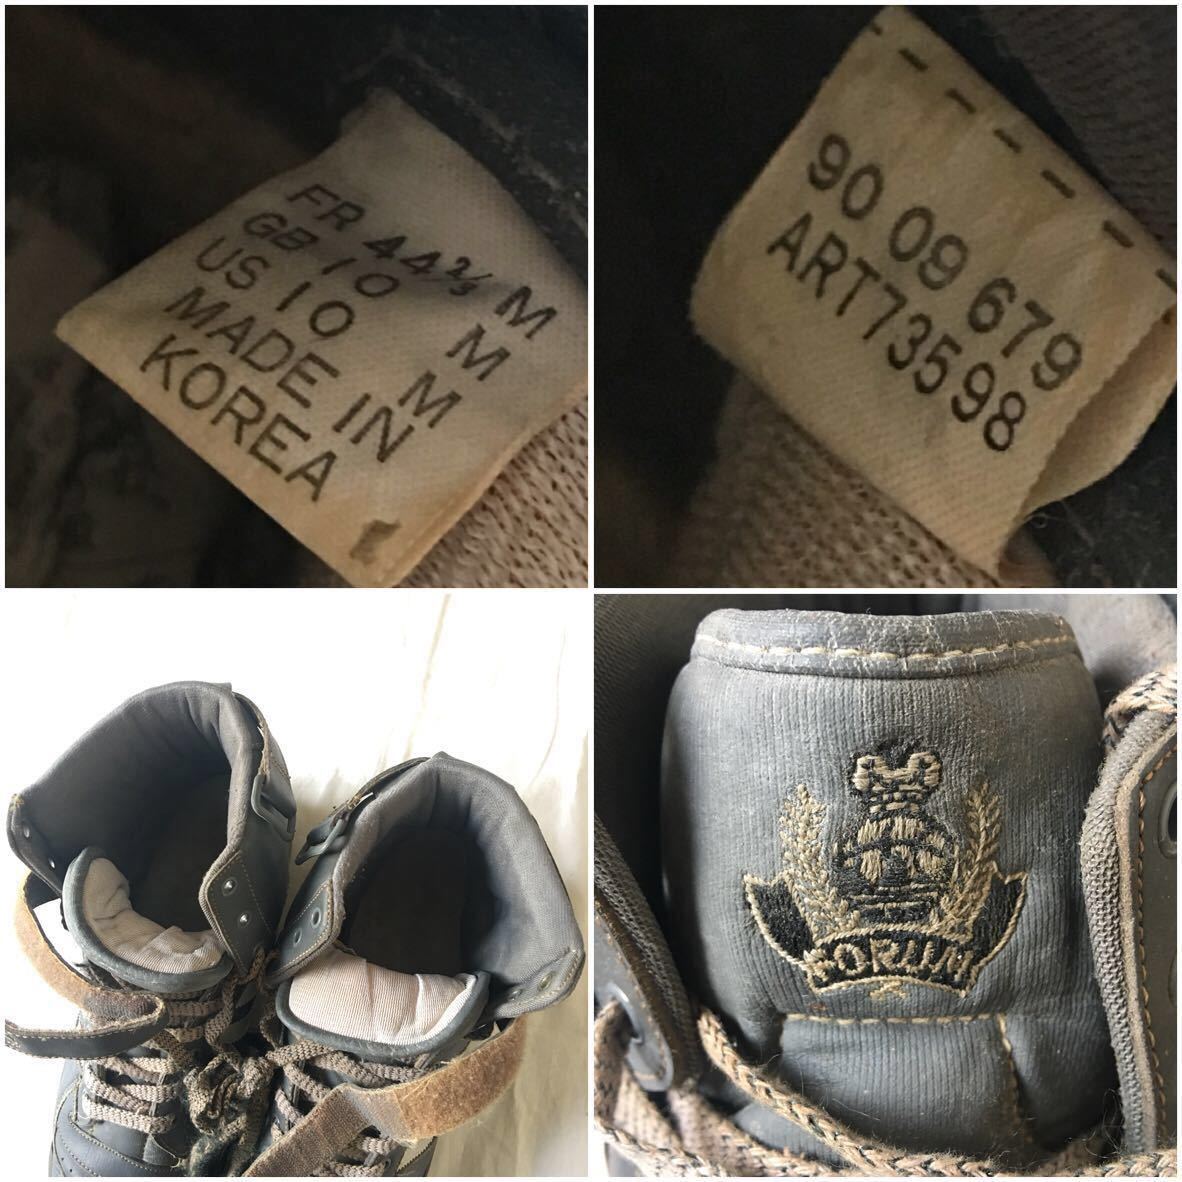 FR 44⅔ M
GB 10 M
US 10 M
MADE IN
KOREA
90 09 679
ART73598
FORUM